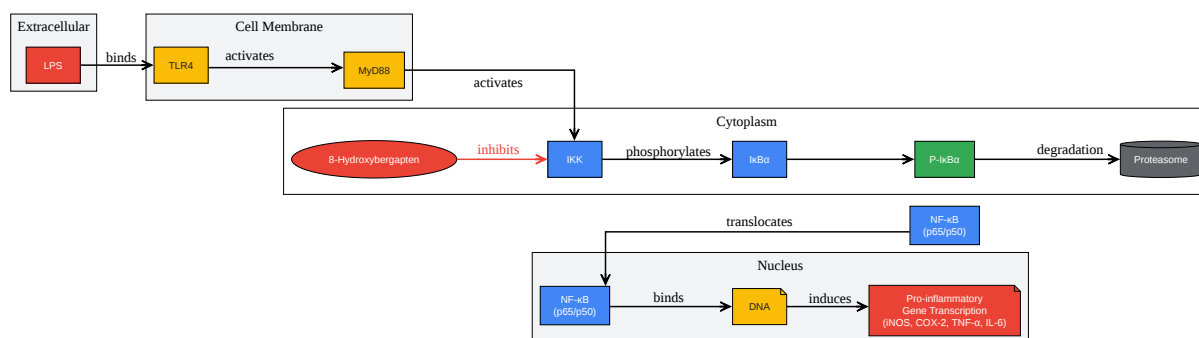 Extracellular
Cell Membrane
LPS
binds
TLR4
activates
MyD88
activates
Cytoplasm
8-Hydroxybergapten
inhibits
IKK
phosphorylates
IκBα
P-IκBα
degradation
Proteasome
translocates
NF-κB
(p65/p50)
Nucleus
NF-κB
(p65/p50)
binds
DNA
induces
Pro-inflammatory
Gene Transcription
(iNOS, COX-2, TNF-α, IL-6)